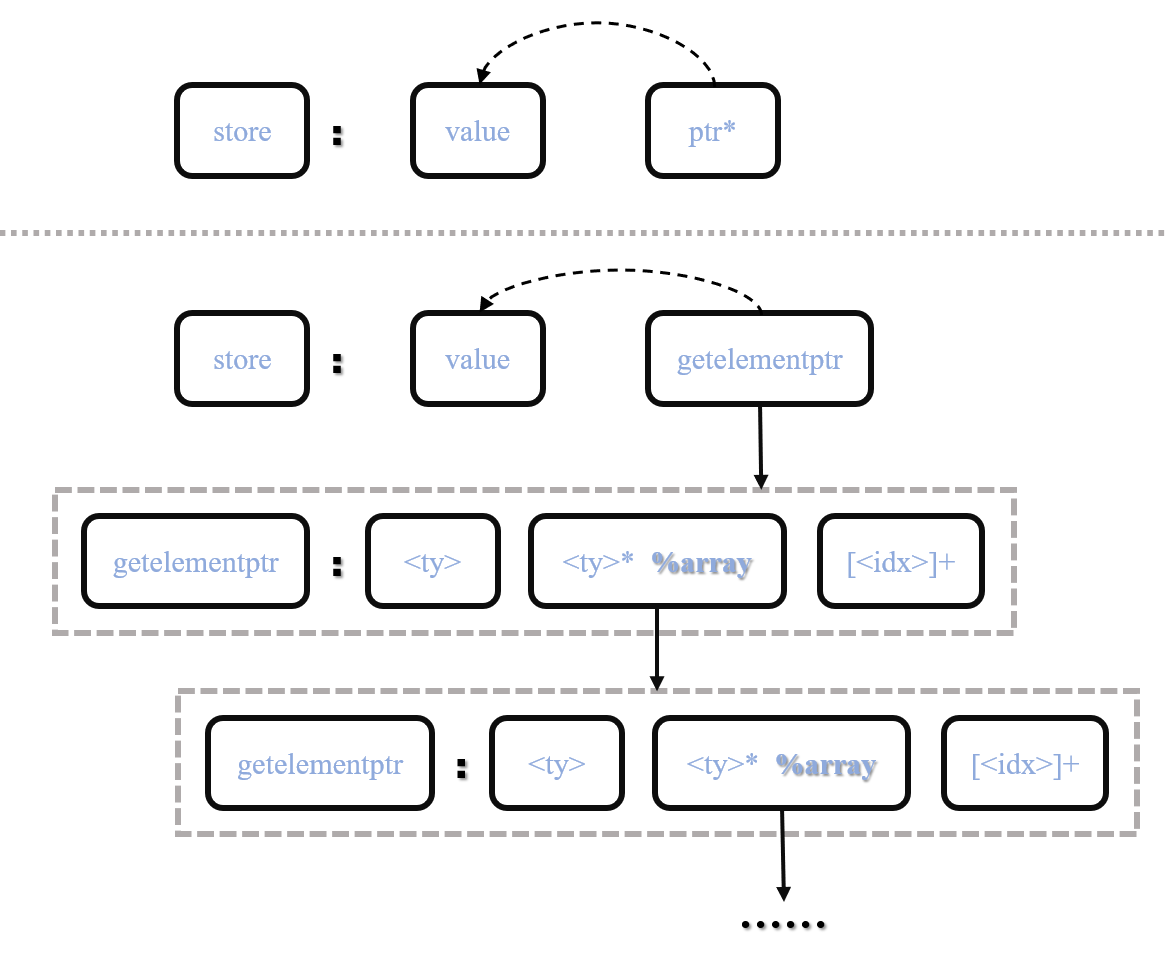 store : value ptr*
store : value getelementptr
getelementptr : <ty> <ty>* %array [<idx>]+
getelementptr : <ty> <ty>* %array [<idx>]+
......